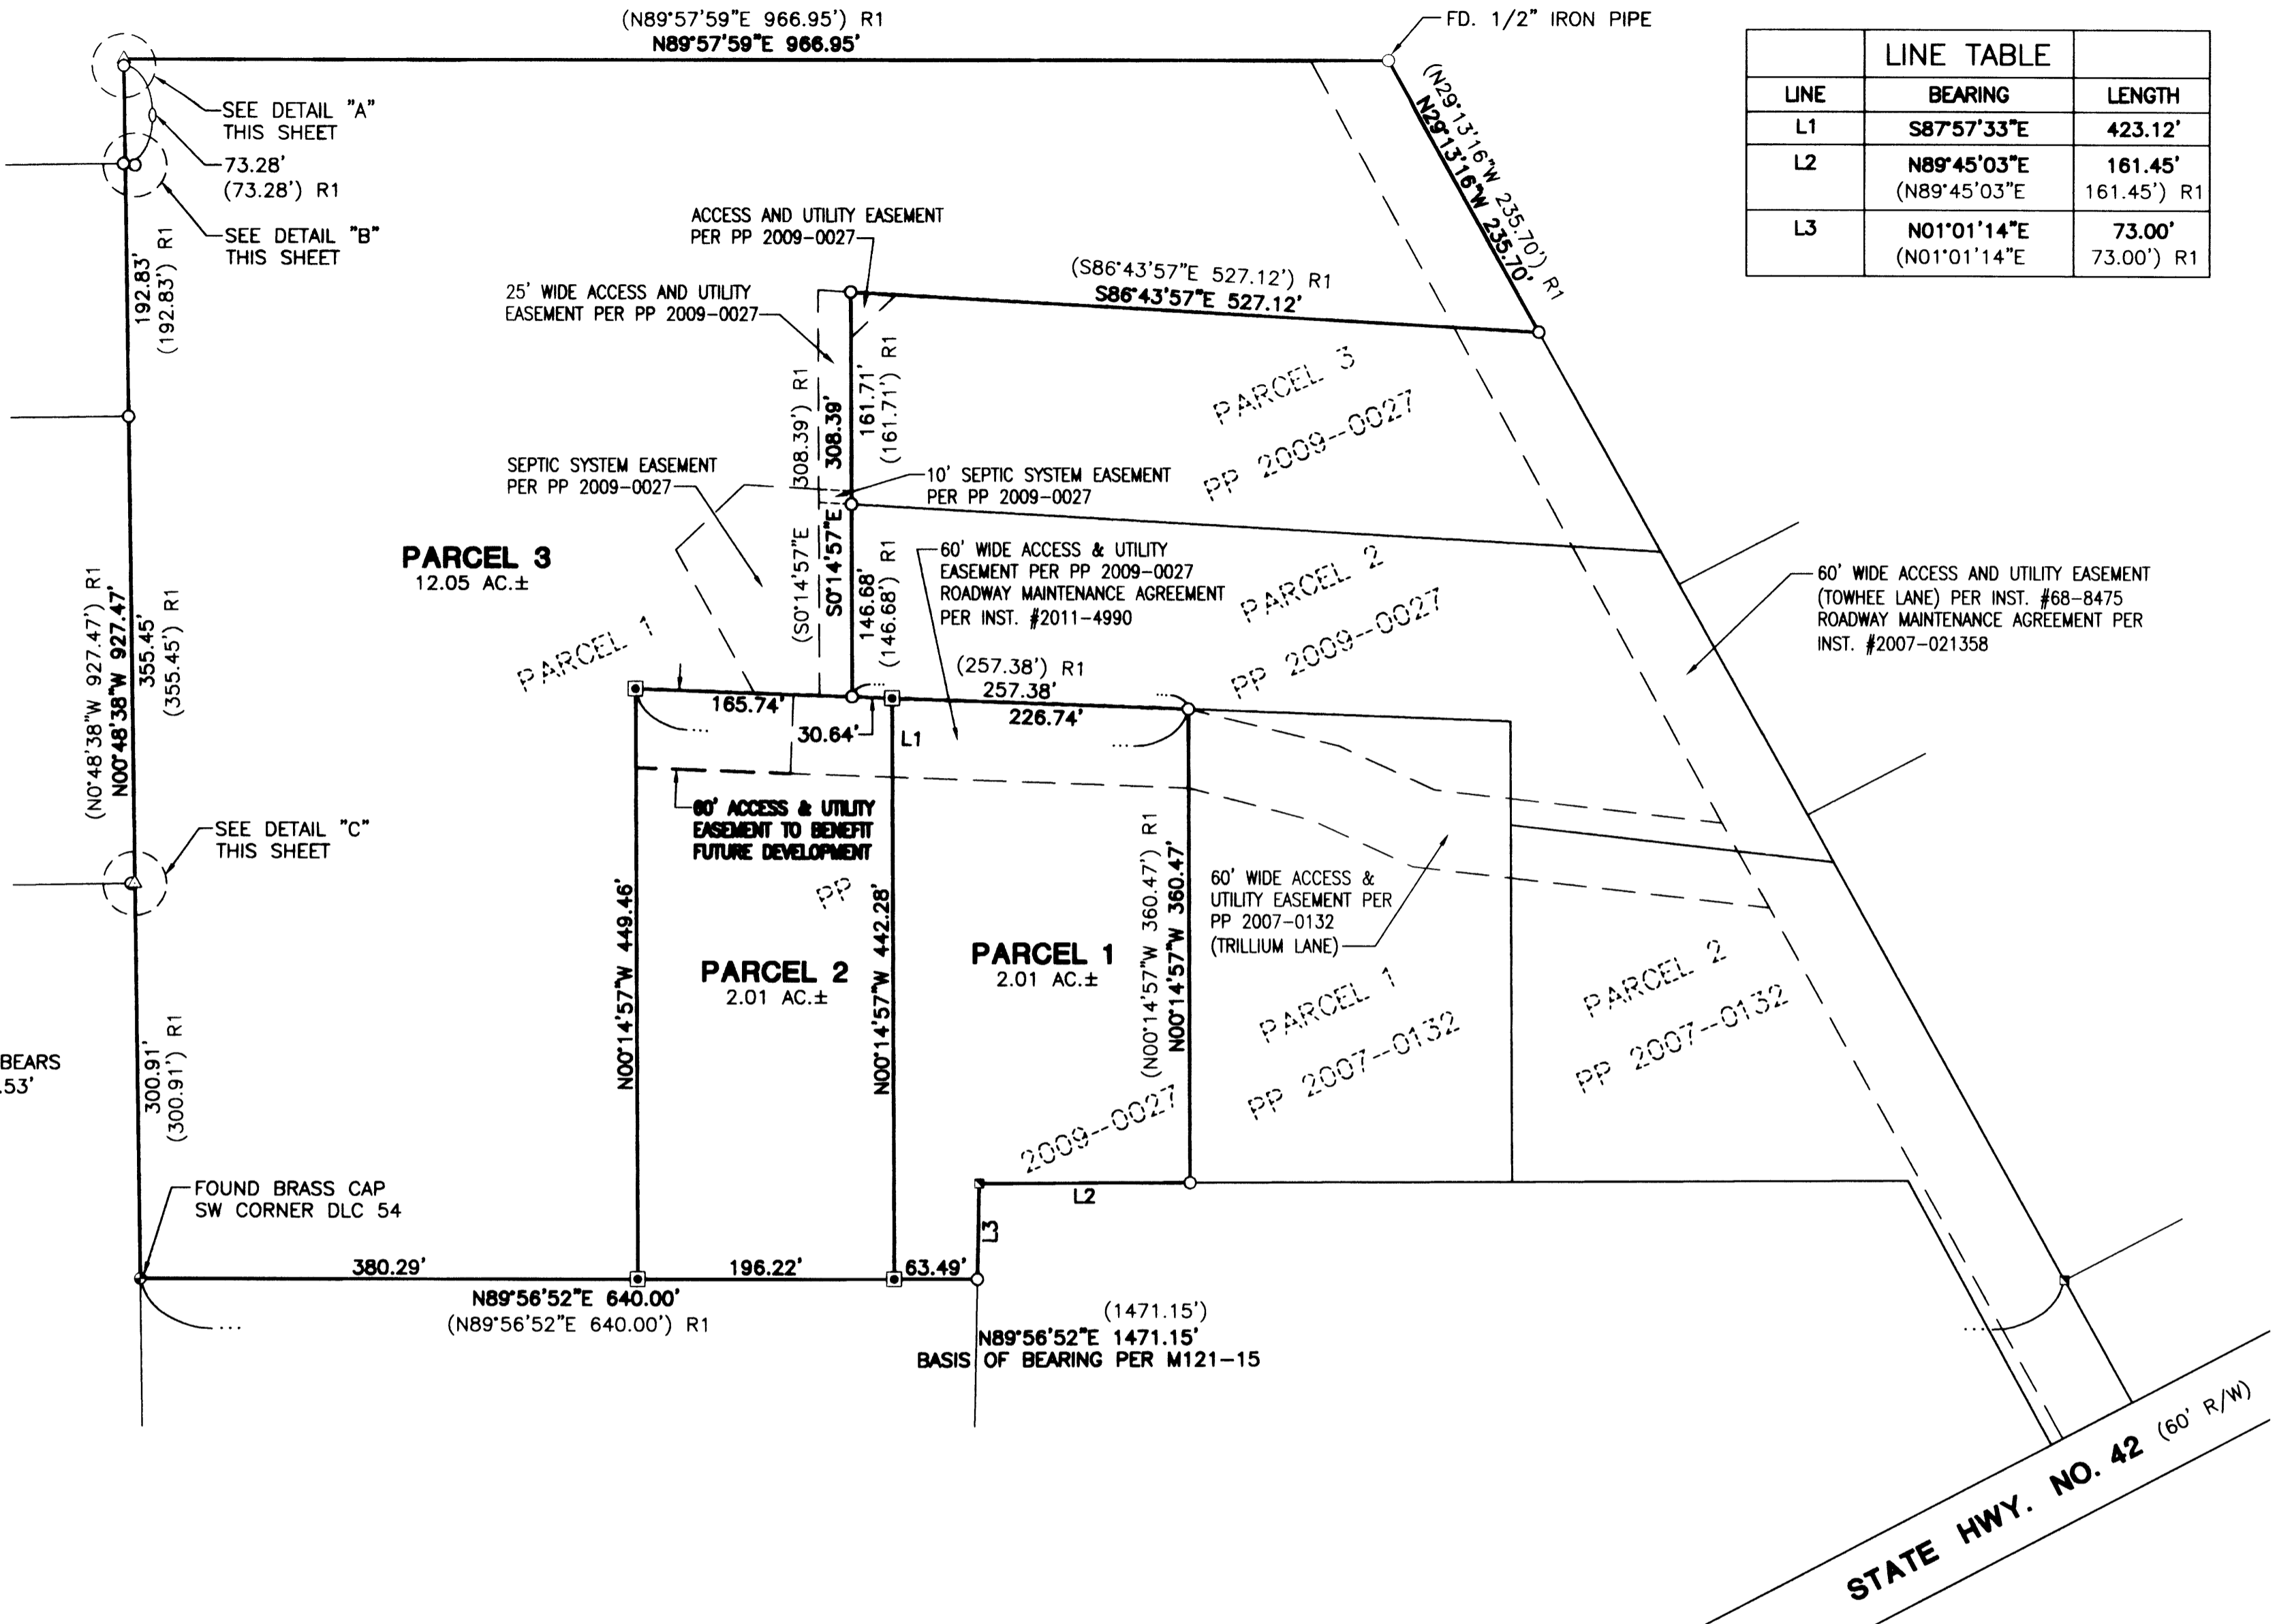 (N89°57'59"E 966.95') R1
N89°57'59"E 966.95'
FD. 1/2" IRON PIPE
LINE TABLE
LINE BEARING LENGTH
L1 S87°57'33"E 423.12'
L2 N89°45'03"E 161.45'
(N89°45'03"E 161.45') R1
L3 N01°01'14"E 73.00'
(N01°01'14"E 73.00') R1
SEE DETAIL "A"
THIS SHEET
73.28'
(73.28') R1
SEE DETAIL "B"
THIS SHEET
192.83'
(192.83') R1
(N29°13'16"W 235.70') R1
N29°13'16"W 235.70'
ACCESS AND UTILITY EASEMENT
PER PP 2009-0027
25' WIDE ACCESS AND UTILITY
EASEMENT PER PP 2009-0027
(S86°43'57"E 527.12') R1
S86°43'57"E 527.12'
(S0°14'57"E 308.39') R1
S0°14'57"E 308.39'
161.71'
(161.71') R1
PARCEL 3
PP 2009-0027
SEPTIC SYSTEM EASEMENT
PER PP 2009-0027
10' SEPTIC SYSTEM EASEMENT
PER PP 2009-0027
PARCEL 3
12.05 AC.±
PARCEL 1
146.68'
(146.68') R1
60' WIDE ACCESS & UTILITY
EASEMENT PER PP 2009-0027
ROADWAY MAINTENANCE AGREEMENT
PER INST. #2011-4990
PARCEL 2
PP 2009-0027
60' WIDE ACCESS AND UTILITY EASEMENT
(TOWHEE LANE) PER INST. #68-8475
ROADWAY MAINTENANCE AGREEMENT PER
INST. #2007-021358
(N0°48'38"W 927.47') R1
N00°48'38"W 927.47'
355.45'
(355.45') R1
(257.38') R1
257.38'
165.74'
30.64'
L1
226.74'
...
...
...
...
60' ACCESS & UTILITY
EASEMENT TO BENEFIT
FUTURE DEVELOPMENT
SEE DETAIL "C"
THIS SHEET
PP
N00°14'57"W 449.46'
N00°14'57"W 442.28'
(N00°14'57"W 360.47') R1
N00°14'57"W 360.47'
60' WIDE ACCESS &
UTILITY EASEMENT PER
PP 2007-0132
(TRILLIUM LANE)
PARCEL 2
2.01 AC.±
PARCEL 1
2.01 AC.±
PARCEL 1
PP 2007-0132
PARCEL 2
PP 2007-0132
2009-0027
BEARS
.53'
300.91'
(300.91') R1
FOUND BRASS CAP
SW CORNER DLC 54
L2
L3
380.29'
196.22'
63.49'
N89°56'52"E 640.00'
(N89°56'52"E 640.00') R1
...
(1471.15')
N89°56'52"E 1471.15'
BASIS OF BEARING PER M121-15
....
STATE HWY. NO. 42 (60' R/W)